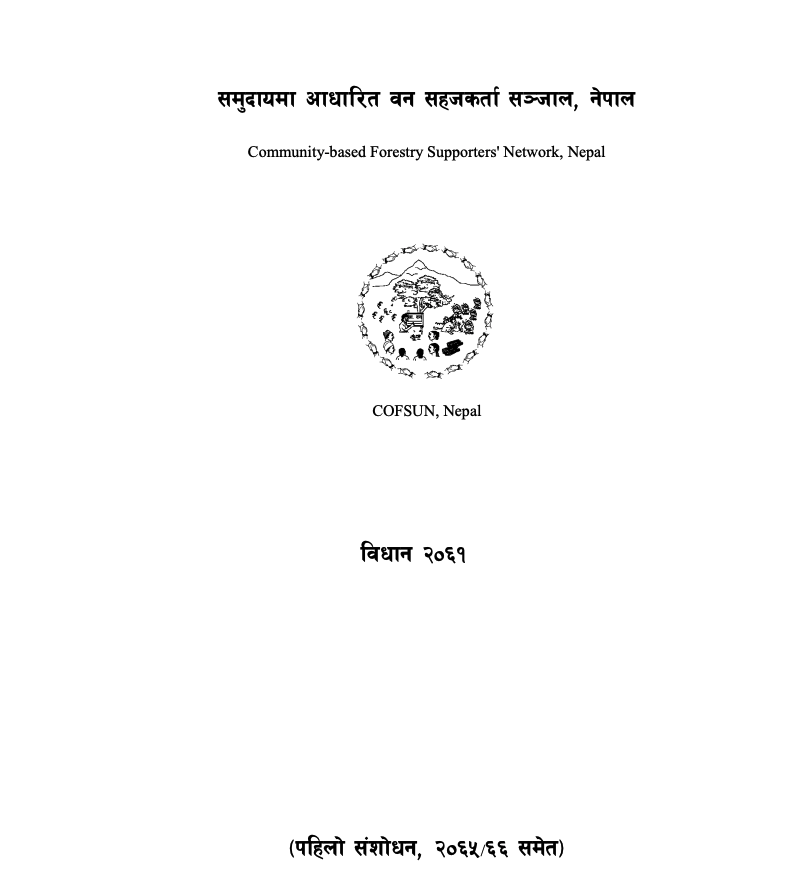 समुदायमा आधारित वन सहजकर्ता सञ्जाल, नेपाल
Community-based Forestry Supporters' Network, Nepal
COFSUN, Nepal
विधान २०६१
(पहिलो संशोधन, २०६५/६६ समेत)